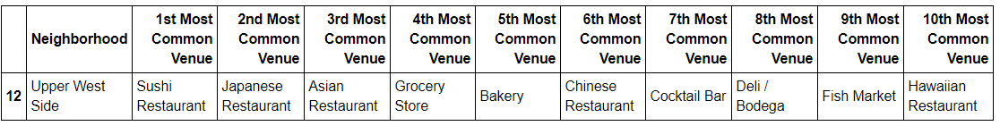 Neighborhood 1st Most Common Venue 2nd Most Common Venue 3rd Most Common Venue 4th Most Common Venue 5th Most Common Venue 6th Most Common Venue 7th Most Common Venue 8th Most Common Venue 9th Most Common Venue 10th Most Common Venue
12 Upper West Side Sushi Restaurant Japanese Restaurant Asian Restaurant Grocery Store Bakery Chinese Restaurant Cocktail Bar Deli / Bodega Fish Market Hawaiian Restaurant